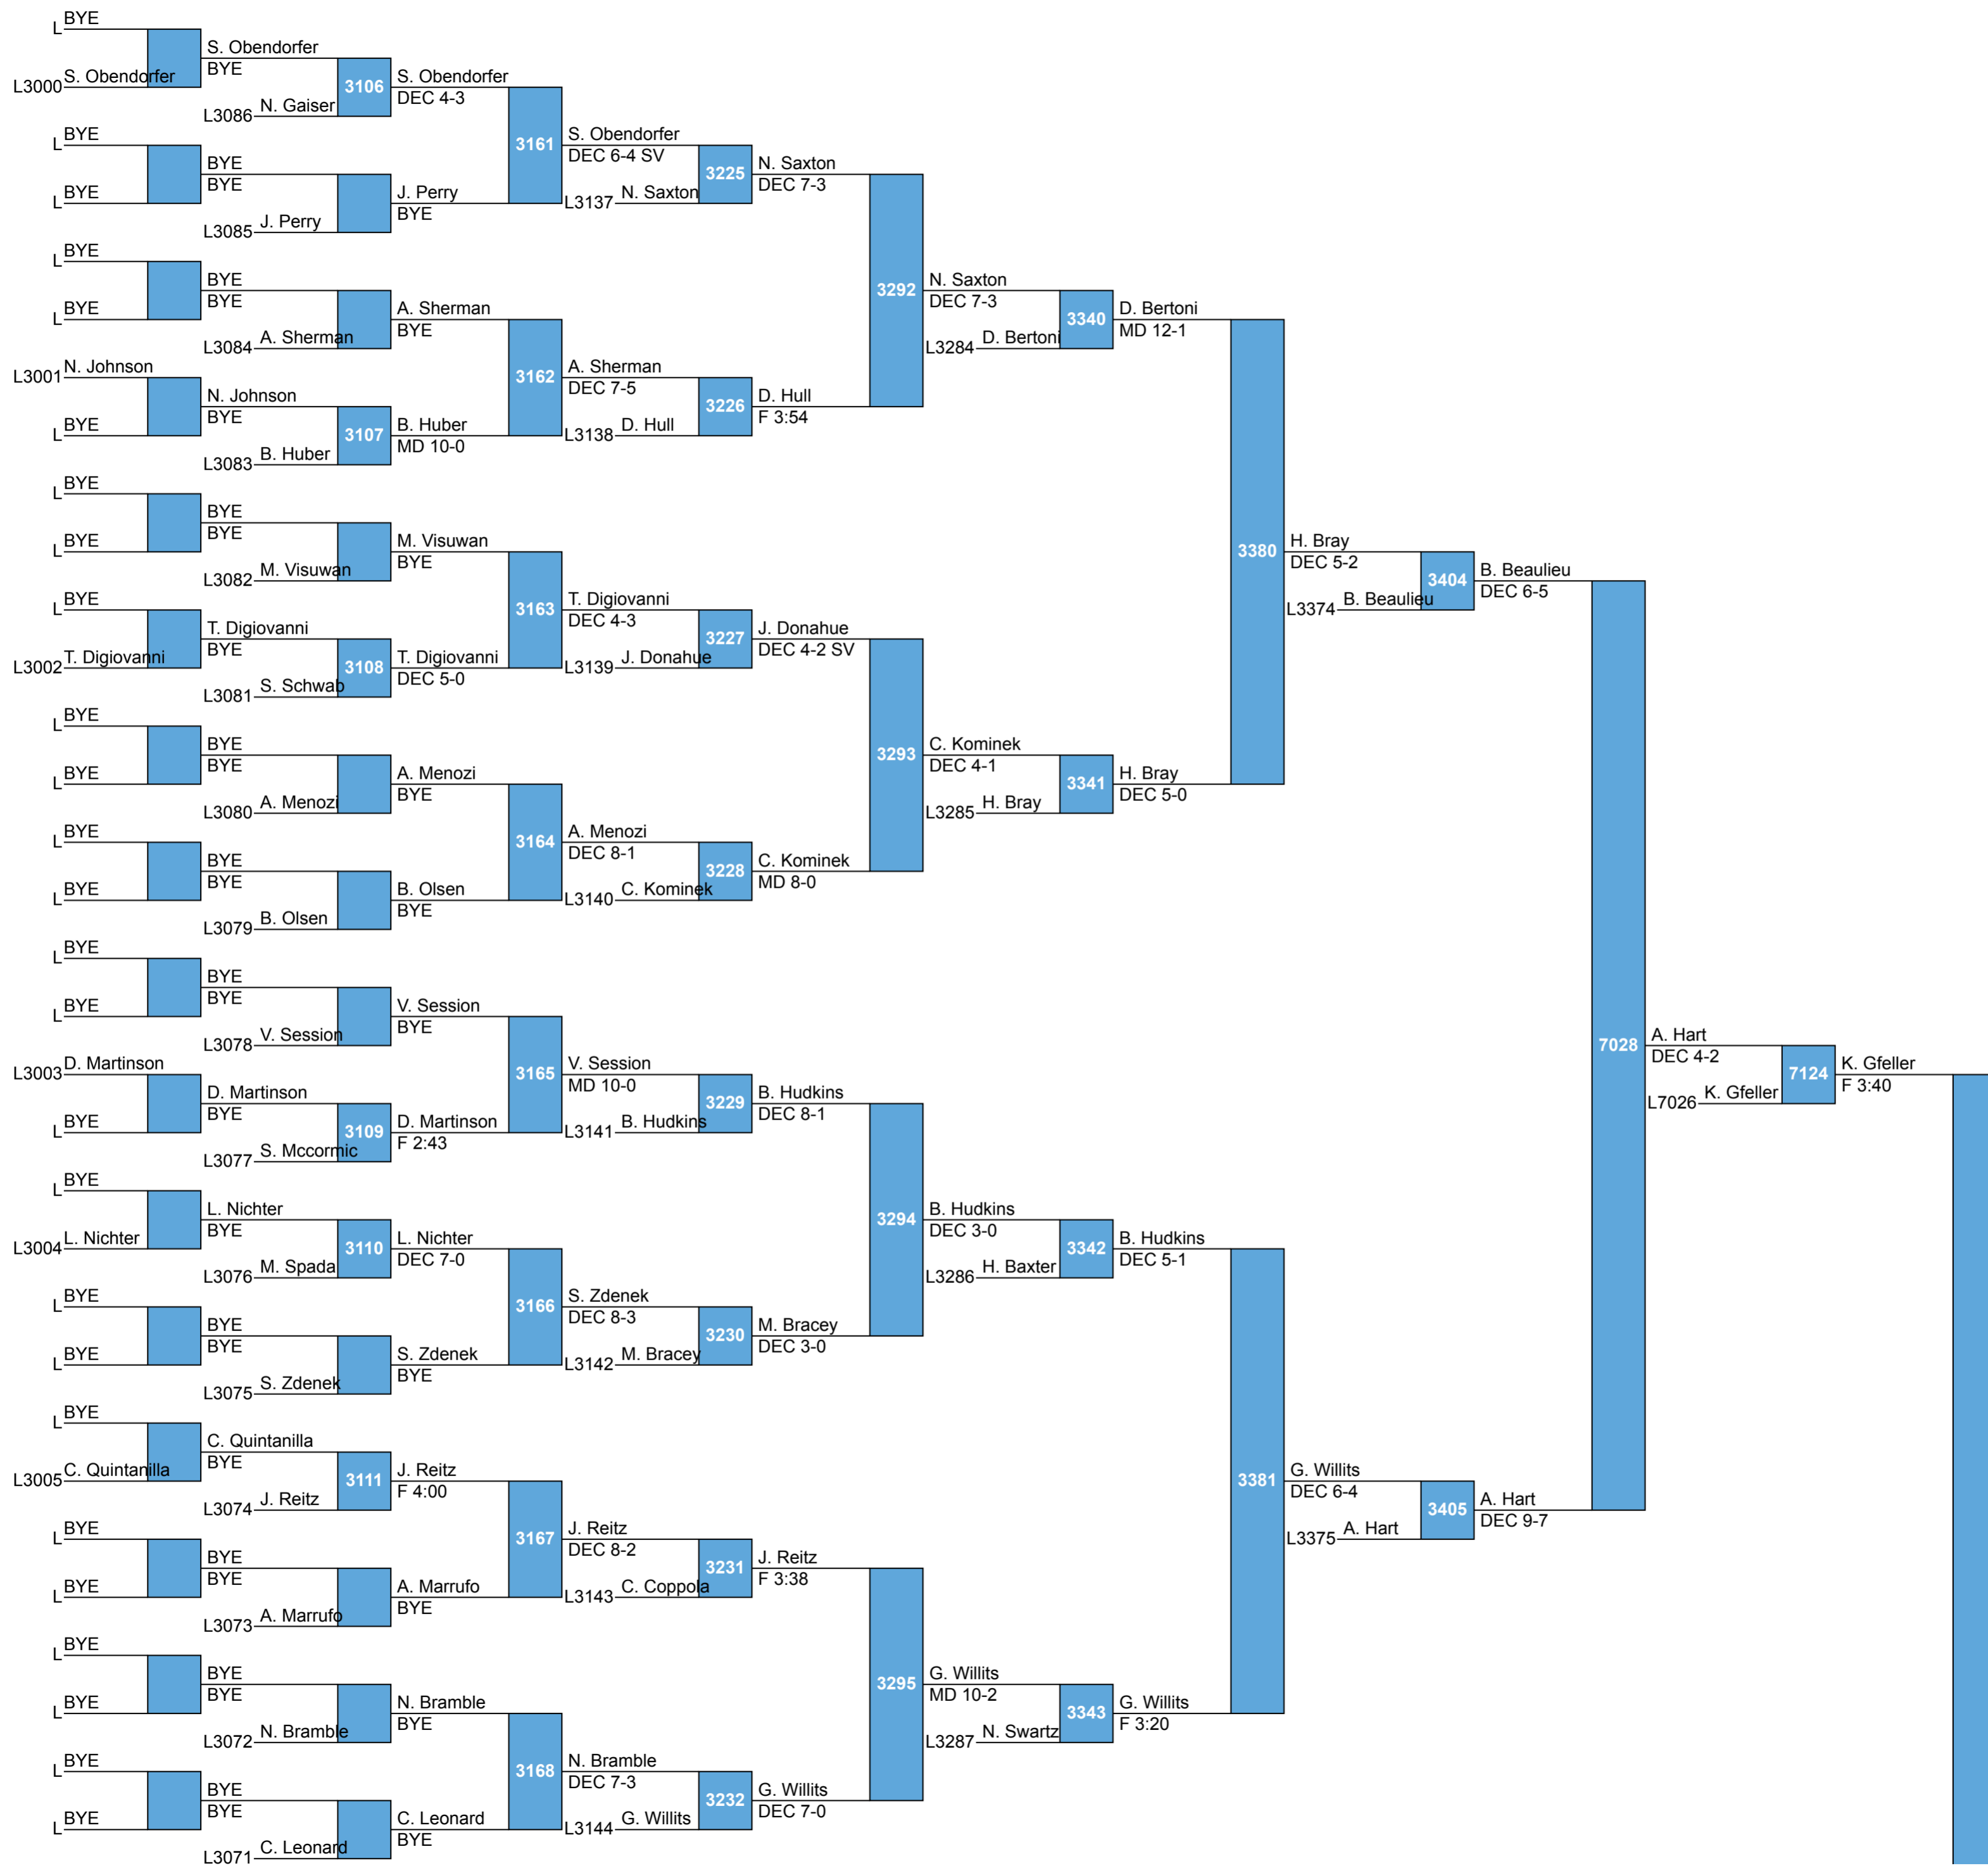 BYE
L
S. Obendorfer
BYE
L3000 S. Obendorfer
3106
S. Obendorfer
DEC 4-3
L3086 N. Gaiser
BYE
L
3161
S. Obendorfer
DEC 6-4 SV
BYE
BYE
3225
N. Saxton
DEC 7-3
BYE
L
J. Perry
BYE
L3137 N. Saxton
L3085 J. Perry
BYE
L
BYE
BYE
3292
N. Saxton
DEC 7-3
BYE
L
A. Sherman
BYE
3340
D. Bertoni
MD 12-1
L3084 A. Sherman
L3284 D. Bertoni
L3001 N. Johnson
3162
A. Sherman
DEC 7-5
N. Johnson
BYE
3226
D. Hull
F 3:54
BYE
L
3107
B. Huber
MD 10-0
L3138 D. Hull
L3083 B. Huber
BYE
L
BYE
BYE
BYE
L
M. Visuwan
BYE
3380
H. Bray
DEC 5-2
3404
B. Beaulieu
DEC 6-5
L3082 M. Visuwan
BYE
L
3163
T. Digiovanni
DEC 4-3
L3374 B. Beaulieu
T. Digiovanni
BYE
3227
J. Donahue
DEC 4-2 SV
L3002 T. Digiovanni
3108
T. Digiovanni
DEC 5-0
L3139 J. Donahue
L3081 S. Schwab
BYE
L
BYE
BYE
3293
C. Kominek
DEC 4-1
BYE
L
A. Menozi
BYE
3341
H. Bray
DEC 5-0
L3080 A. Menozi
L3285 H. Bray
BYE
L
3164
A. Menozi
DEC 8-1
BYE
BYE
3228
C. Kominek
MD 8-0
BYE
L
B. Olsen
BYE
L3140 C. Kominek
L3079 B. Olsen
BYE
L
BYE
BYE
BYE
L
V. Session
BYE
7028
A. Hart
DEC 4-2
L3078 V. Session
L3003 D. Martinson
3165
V. Session
MD 10-0
7124
K. Gfeller
F 3:40
D. Martinson
BYE
3229
B. Hudkins
DEC 8-1
L7026 K. Gfeller
BYE
L
3109
D. Martinson
F 2:43
L3141 B. Hudkins
L3077 S. Mccormic
BYE
L
L. Nichter
BYE
3294
B. Hudkins
DEC 3-0
L3004 L. Nichter
3110
L. Nichter
DEC 7-0
3342
B. Hudkins
DEC 5-1
L3076 M. Spada
L3286 H. Baxter
BYE
L
3166
S. Zdenek
DEC 8-3
BYE
BYE
3230
M. Bracey
DEC 3-0
BYE
L
S. Zdenek
BYE
L3142 M. Bracey
L3075 S. Zdenek
BYE
L
C. Quintanilla
BYE
L3005 C. Quintanilla
3111
J. Reitz
F 4:00
3381
G. Willits
DEC 6-4
3405
A. Hart
DEC 9-7
L3074 J. Reitz
BYE
L
3167
J. Reitz
DEC 8-2
L3375 A. Hart
BYE
BYE
3231
J. Reitz
F 3:38
BYE
L
A. Marrufo
BYE
L3143 C. Coppola
L3073 A. Marrufo
BYE
L
BYE
BYE
3295
G. Willits
MD 10-2
BYE
L
N. Bramble
BYE
3343
G. Willits
F 3:20
L3072 N. Bramble
L3287 N. Swartz
BYE
L
3168
N. Bramble
DEC 7-3
BYE
BYE
3232
G. Willits
DEC 7-0
BYE
L
C. Leonard
BYE
L3144 G. Willits
L3071 C. Leonard